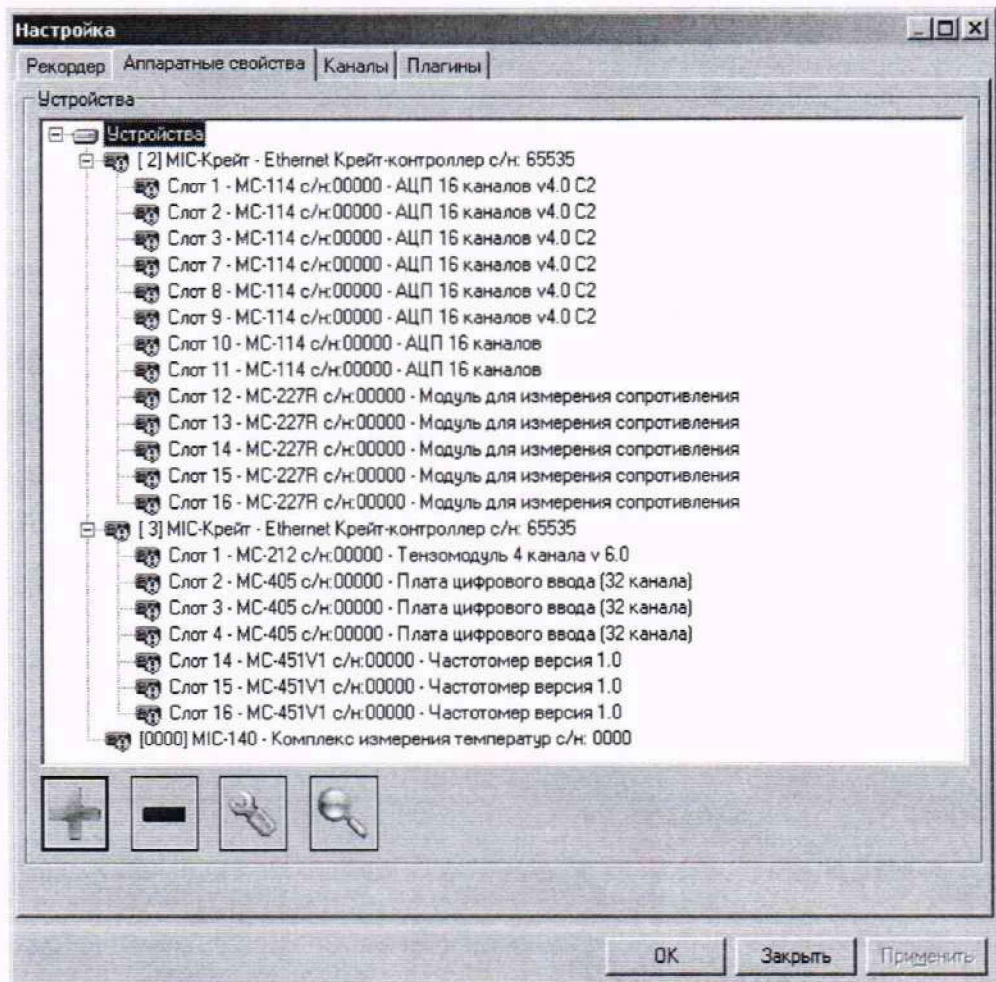 Настройка
Рекордер Аппаратные свойства Каналы Плагины
Устройства
Устройства
[ 2] MIC-Крейт - Ethernet Крейт-контроллер с/н: 65535
Слот 1 - MC-114 с/н:00000 - АЦП 16 каналов v4.0 C2
Слот 2 - MC-114 с/н:00000 - АЦП 16 каналов v4.0 C2
Слот 3 - MC-114 с/н:00000 - АЦП 16 каналов v4.0 C2
Слот 7 - MC-114 с/н:00000 - АЦП 16 каналов v4.0 C2
Слот 8 - MC-114 с/н:00000 - АЦП 16 каналов v4.0 C2
Слот 9 - MC-114 с/н:00000 - АЦП 16 каналов v4.0 C2
Слот 10 - MC-114 с/н:00000 - АЦП 16 каналов
Слот 11 - MC-114 с/н:00000 - АЦП 16 каналов
Слот 12 - MC-227R с/н:00000 - Модуль для измерения сопротивления
Слот 13 - MC-227R с/н:00000 - Модуль для измерения сопротивления
Слот 14 - MC-227R с/н:00000 - Модуль для измерения сопротивления
Слот 15 - MC-227R с/н:00000 - Модуль для измерения сопротивления
Слот 16 - MC-227R с/н:00000 - Модуль для измерения сопротивления
[ 3] MIC-Крейт - Ethernet Крейт-контроллер с/н: 65535
Слот 1 - MC-212 с/н:00000 - Тензомодуль 4 канала v 6.0
Слот 2 - MC-405 с/н:00000 - Плата цифрового ввода (32 канала)
Слот 3 - MC-405 с/н:00000 - Плата цифрового ввода (32 канала)
Слот 4 - MC-405 с/н:00000 - Плата цифрового ввода (32 канала)
Слот 14 - MC-451V1 с/н:00000 - Частотомер версия 1.0
Слот 15 - MC-451V1 с/н:00000 - Частотомер версия 1.0
Слот 16 - MC-451V1 с/н:00000 - Частотомер версия 1.0
[0000] MIC-140 - Комплекс измерения температур с/н: 0000
OK Закрыть Применить